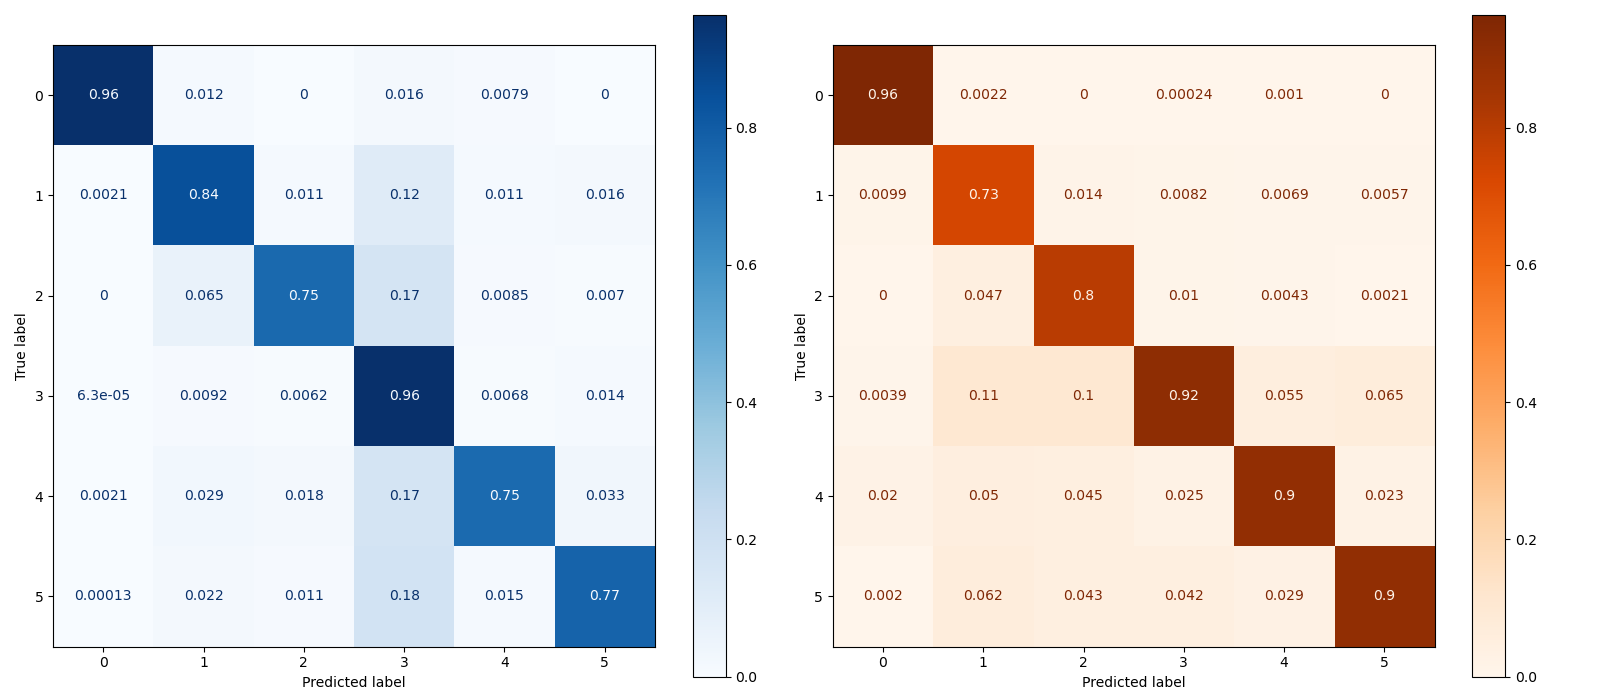 0 0.96 0.012 0 0.016 0.0079 0
1 0.0021 0.84 0.011 0.12 0.011 0.016
2 0 0.065 0.75 0.17 0.0085 0.007
3 6.3e-05 0.0092 0.0062 0.96 0.0068 0.014
4 0.0021 0.029 0.018 0.17 0.75 0.033
5 0.00013 0.022 0.011 0.18 0.015 0.77
0 1 2 3 4 5
Predicted label
True label
0.8
0.6
0.4
0.2
0.0
0 0.96 0.0022 0 0.00024 0.001 0
1 0.0099 0.73 0.014 0.0082 0.0069 0.0057
2 0 0.047 0.8 0.01 0.0043 0.0021
3 0.0039 0.11 0.1 0.92 0.055 0.065
4 0.02 0.05 0.045 0.025 0.9 0.023
5 0.002 0.062 0.043 0.042 0.029 0.9
0 1 2 3 4 5
Predicted label
True label
0.8
0.6
0.4
0.2
0.0